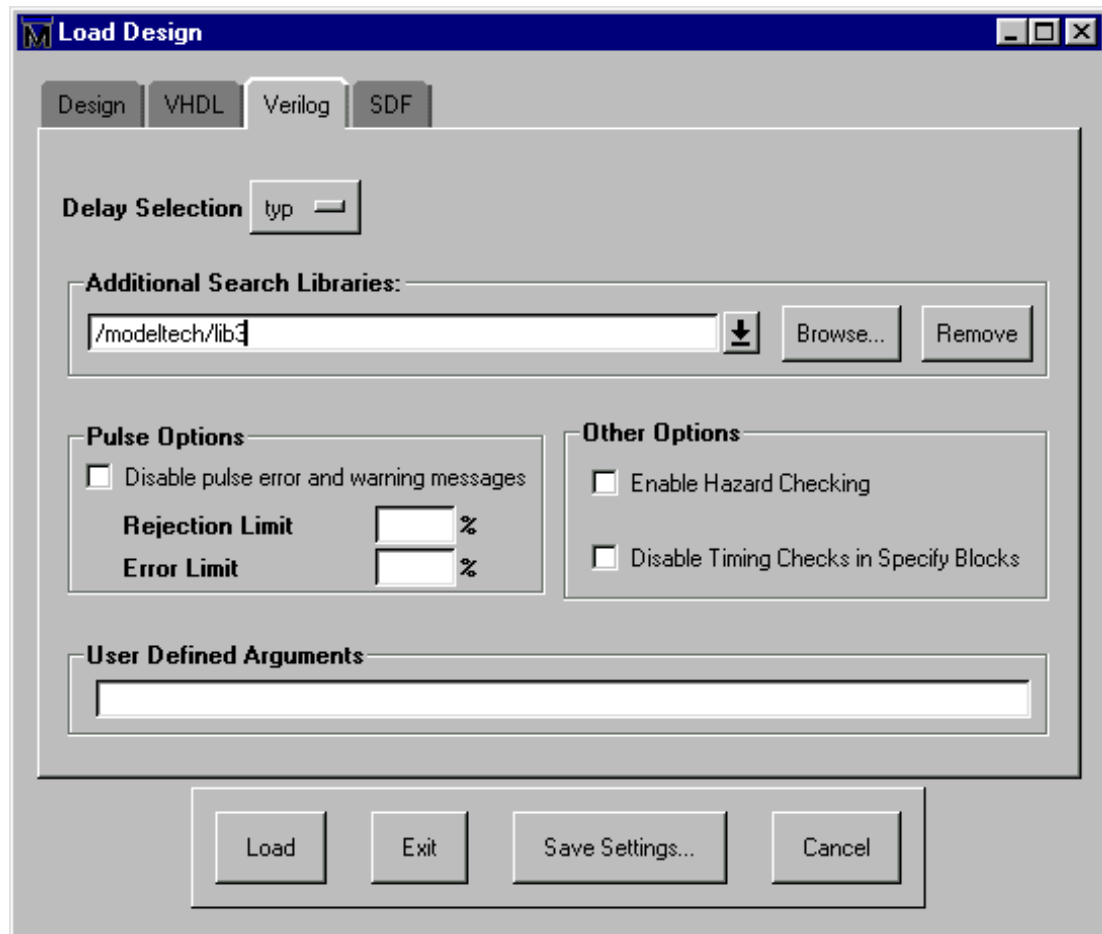 Load Design
Design VHDL Verilog SDF
Delay Selection typ
Additional Search Libraries:
/modeltech/lib3
Browse... Remove
Pulse Options
Disable pulse error and warning messages
Rejection Limit %
Error Limit %
Other Options
Enable Hazard Checking
Disable Timing Checks in Specify Blocks
User Defined Arguments
Load Exit Save Settings... Cancel